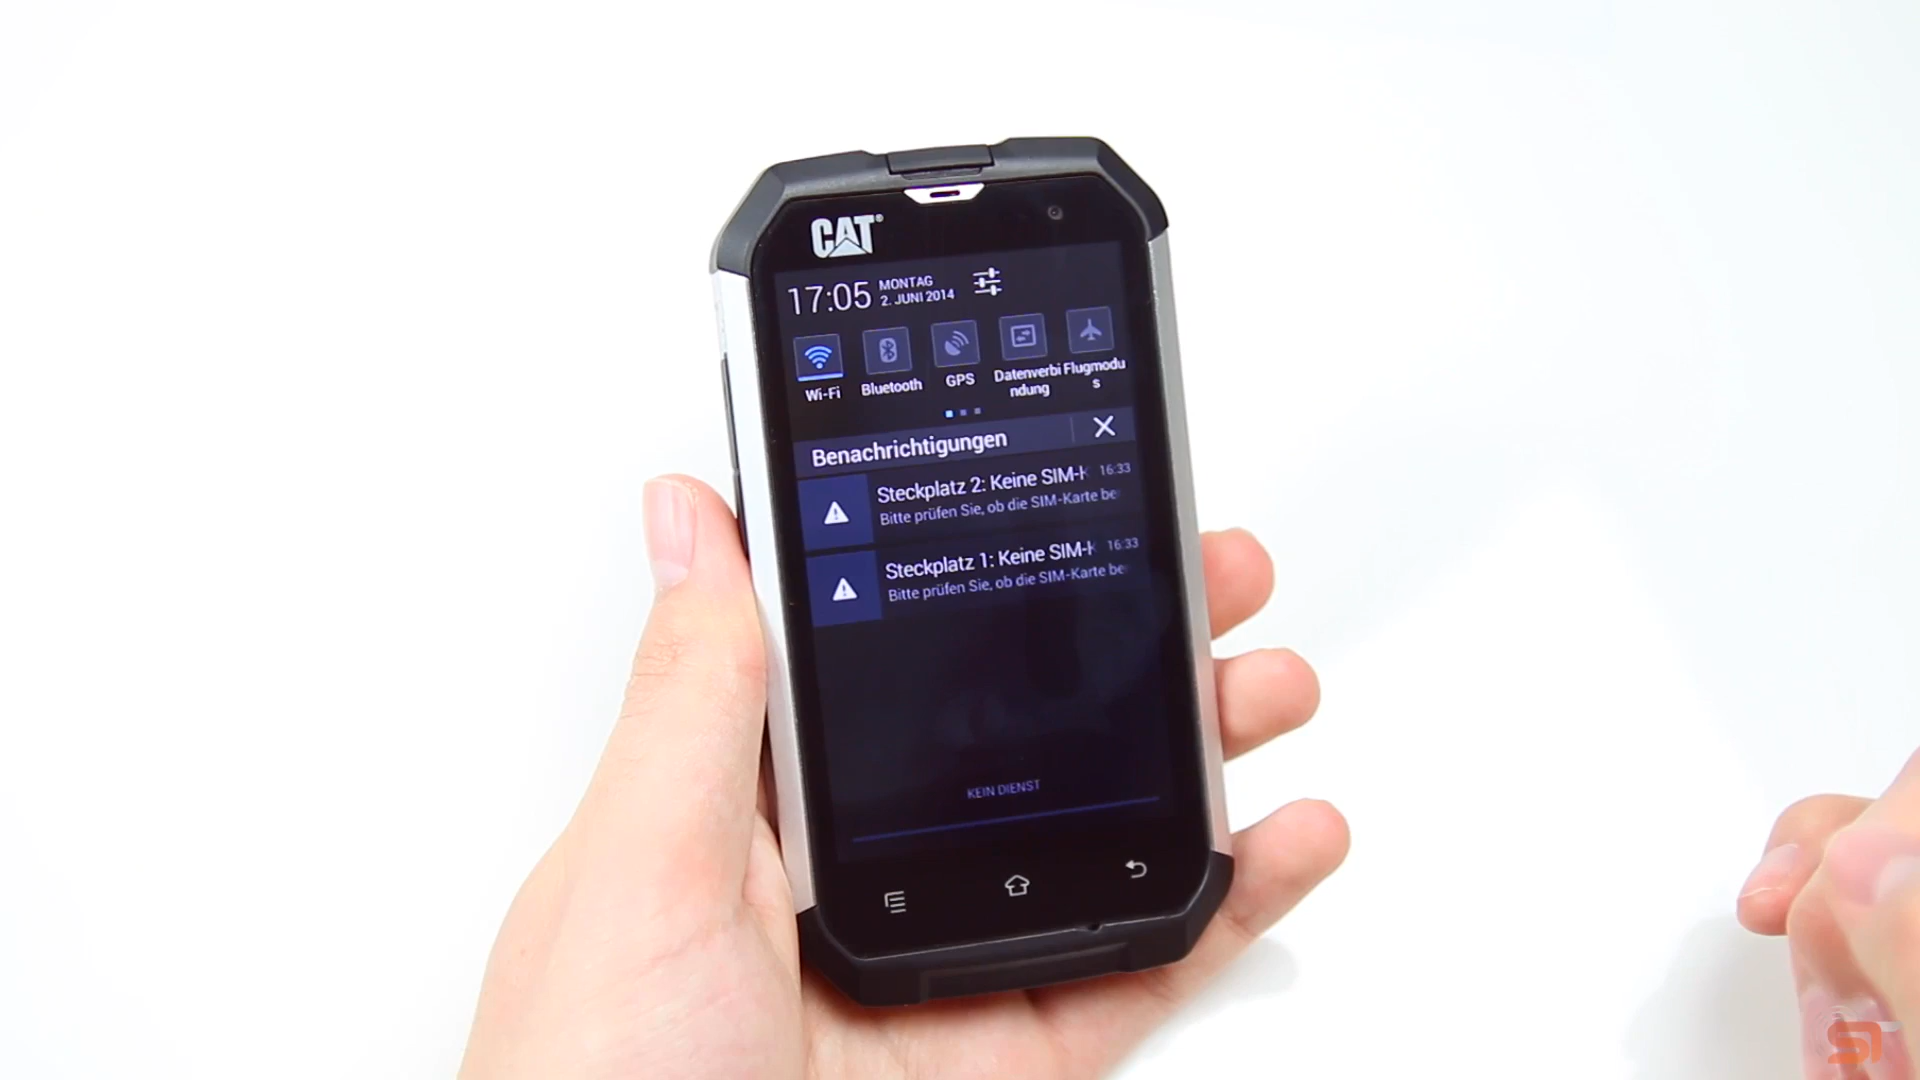 CAT®
17:05
MONTAG
2. JUNI 2014
Wi-Fi
Bluetooth
GPS
Datenverbi
ndung
Flugmodu
s
Benachrichtigungen
Steckplatz 2: Keine SIM-K
16:33
Bitte prüfen Sie, ob die SIM-Karte be
Steckplatz 1: Keine SIM-K
16:33
Bitte prüfen Sie, ob die SIM-Karte be
KEIN DIENST